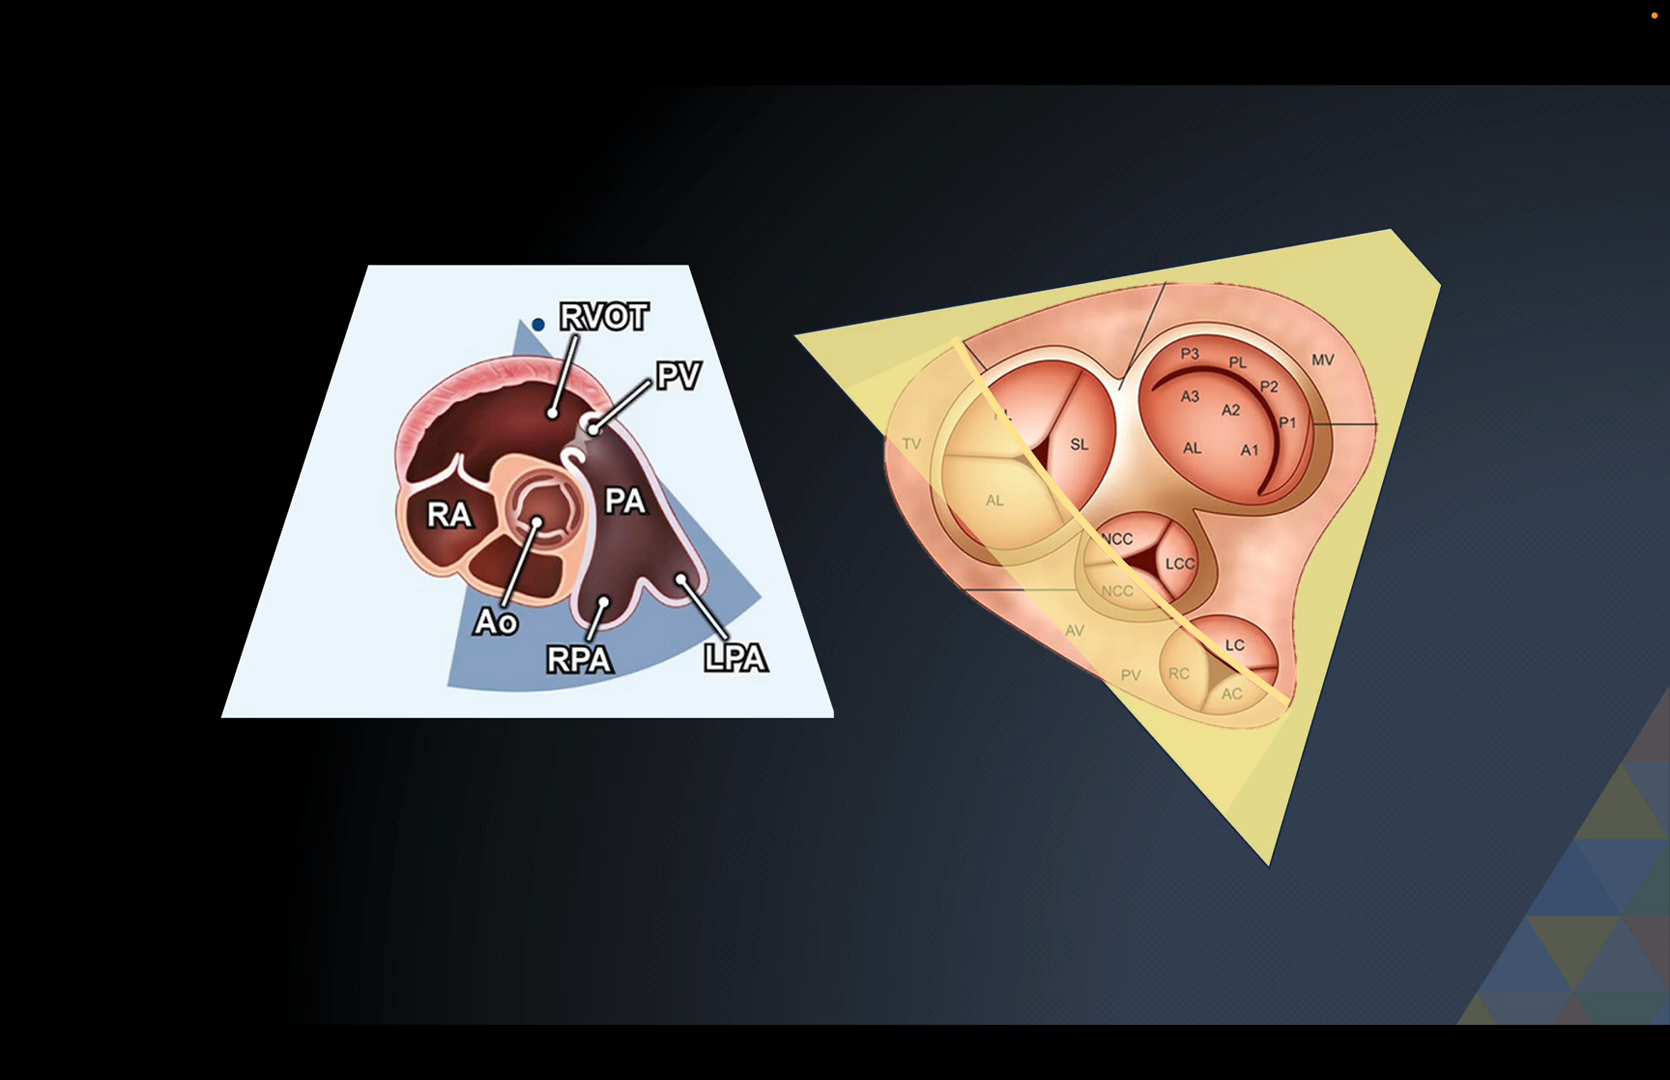 RVOT
PV
RA
PA
Ao
RPA
LPA
P3
PL
MV
P2
A3
A2
P1
TV
SL
AL
A1
AL
NCC
LCC
NCC
AV
LC
PV
RC
AC